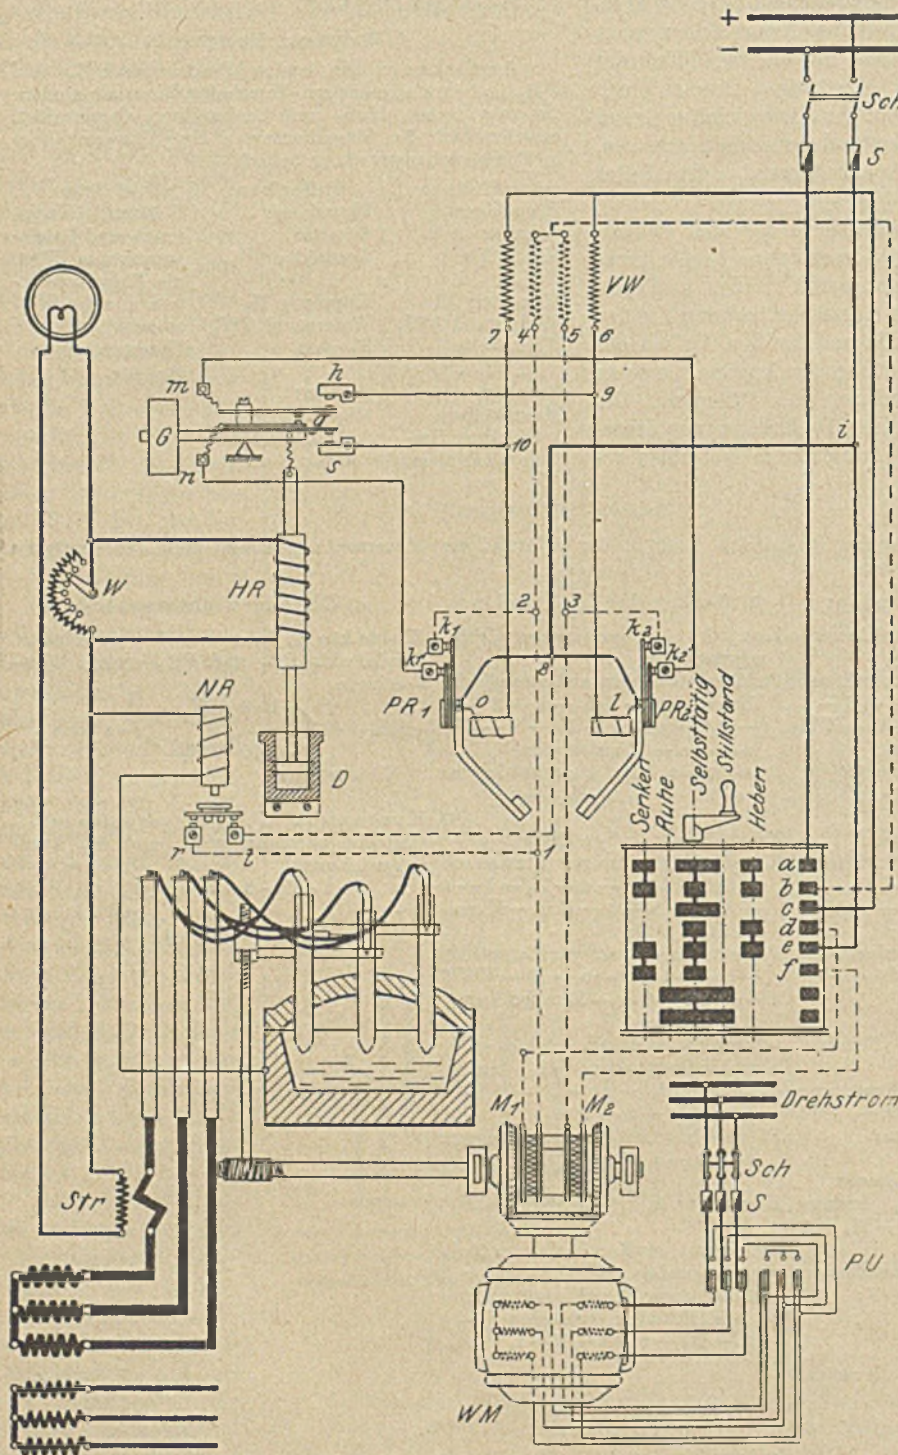 +
−
Sch
S
VW
7 4 5 6
m
h
9
G
g
10
i
n
s
W
HR
2 3
k1 k2
k1' k2'
8
NR
PR1
o
l
PR2
D
Senken
Ruhe
Selbsttätig
Stillstand
Heben
r l
1
a
b
c
d
e
f
M1 M2
Drehstrom
Sch
S
Str
PU
WM